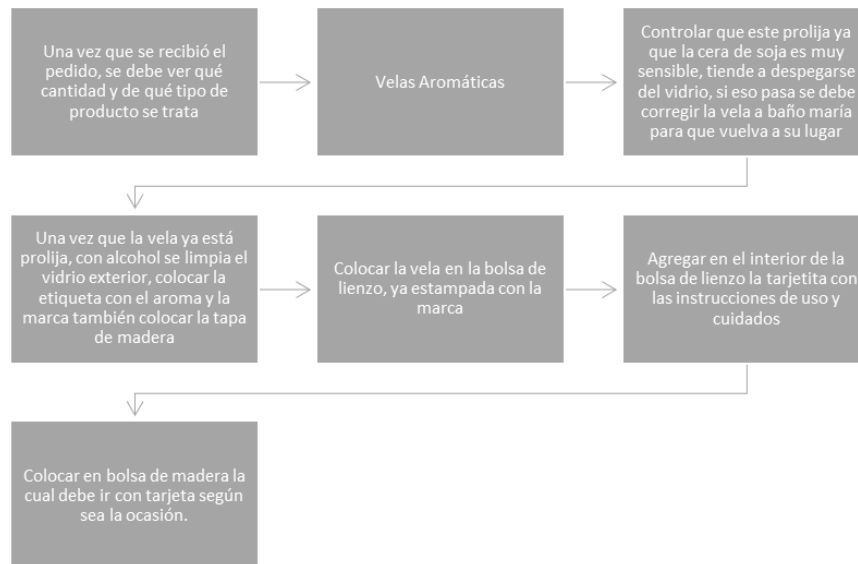 Una vez que se recibió el
pedido, se debe ver qué
cantidad y de qué tipo de
producto se trata
Velas Aromáticas
Controlar que este prolija ya
que la cera de soja es muy
sensible, tiende a despegarse
del vidrio, si eso pasa se debe
corregir la vela a baño maría
para que vuelva a su lugar
Una vez que la vela ya está
prolija, con alcohol se limpia el
vidrio exterior, colocar la
etiqueta con el aroma y la
marca también colocar la tapa
de madera
Colocar la vela en la bolsa de
lienzo, ya estampada con la
marca
Agregar en el interior de la
bolsa de lienzo la tarjetita con
las instrucciones de uso y
cuidados
Colocar en bolsa de madera la
cual debe ir con tarjeta según
sea la ocasión.